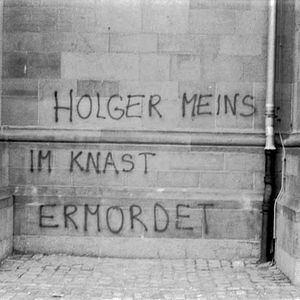 HOLGER MEINS
IM KNAST
ERMORDET